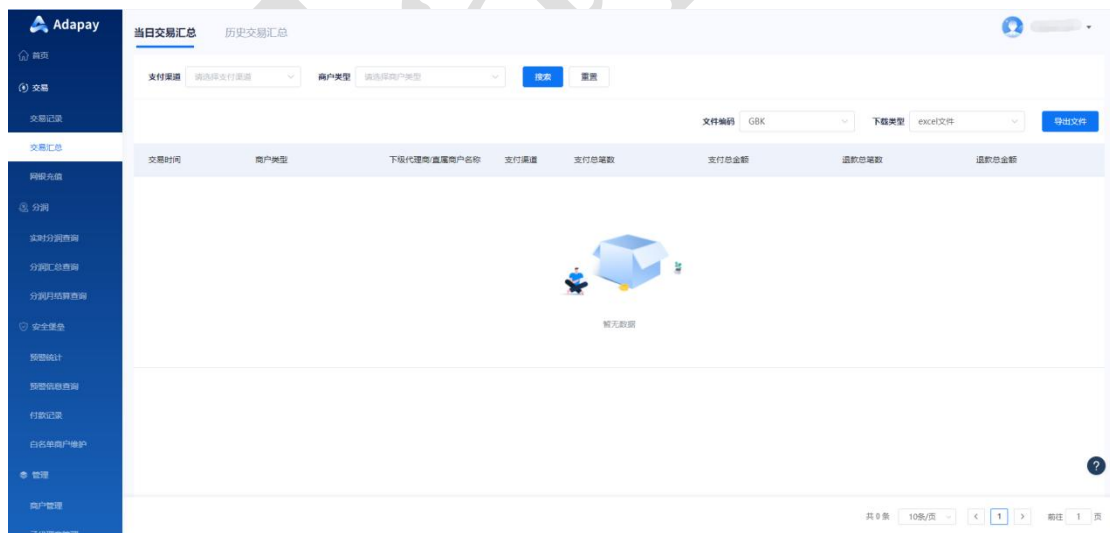 Adapay
当日交易汇总 历史交易汇总
首页
支付渠道 请选择支付渠道 商户类型 请选择商户类型 搜索 重置
交易
交易记录
文件编码 GBK 下载类型 excel文件 导出文件
交易汇总
交易时间 商户类型 下级代理商/直属商户名称 支付渠道 支付总笔数 支付总金额 退款总笔数 退款总金额
网银充值
分润
实时分润查询
分润汇总查询
分润月结算查询
安全堡垒
暂无数据
预警统计
预警信息查询
付款记录
白名单商户维护
管理
商户管理
共 0 条 10条/页 1 前往 1 页